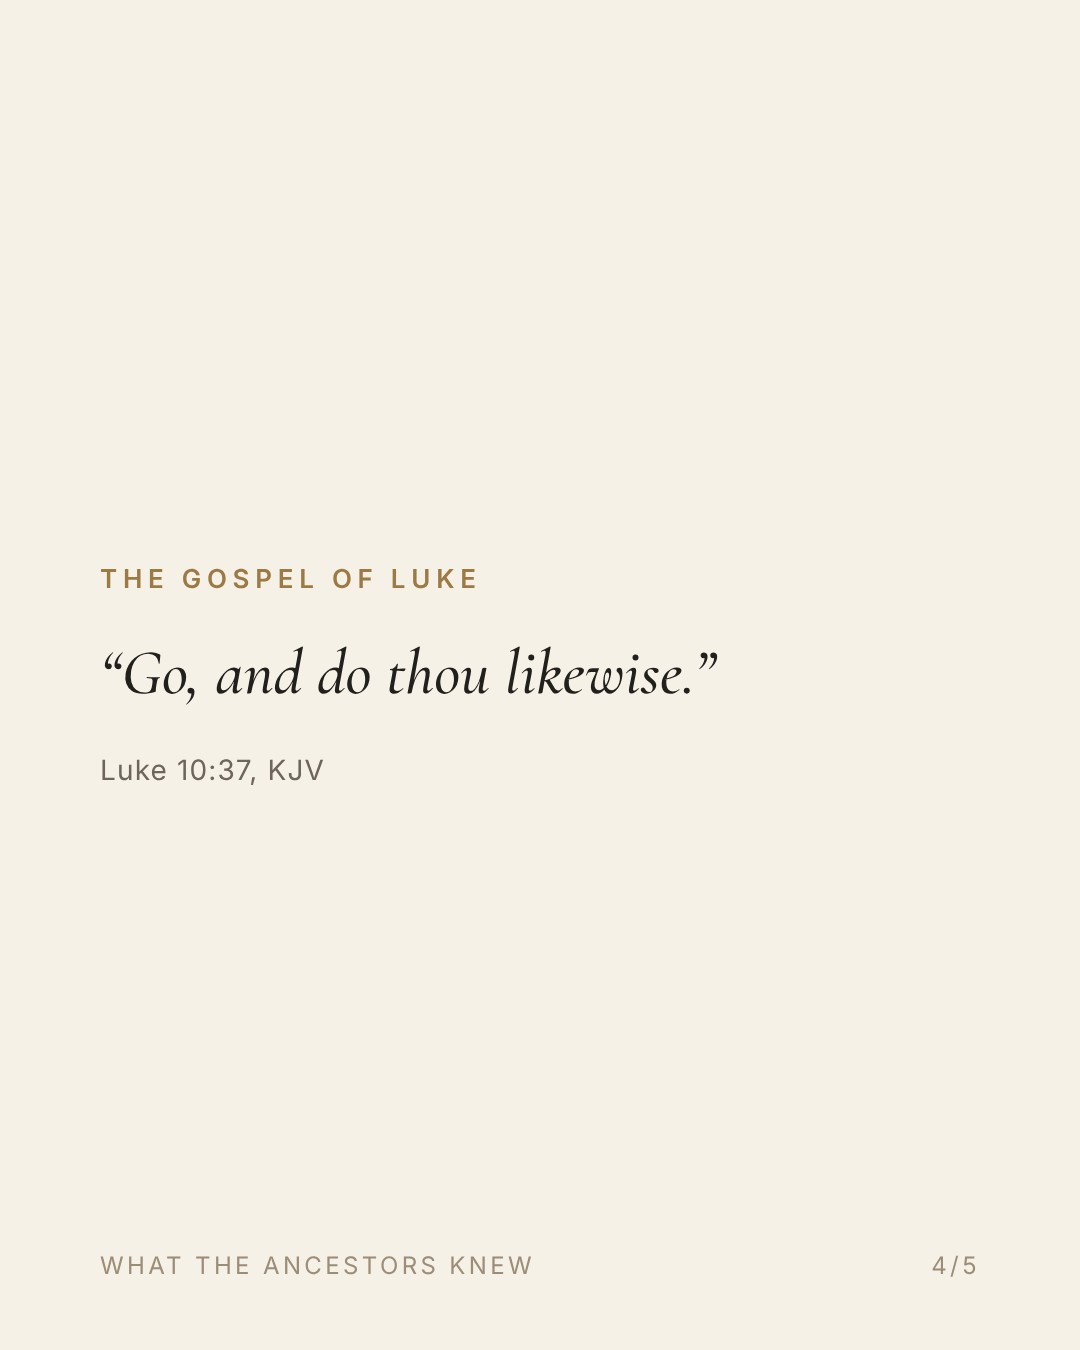 THE GOSPEL OF LUKE
“Go, and do thou likewise.”
Luke 10:37, KJV
WHAT THE ANCESTORS KNEW
4/5